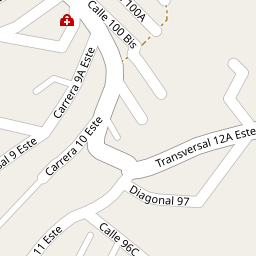 100A
Calle 100 Bis
Carrera 9A Este
Transversal 12A Este
Carrera 10 Este
sal 9 Este
Diagonal 97
Calle 96C
11 Este